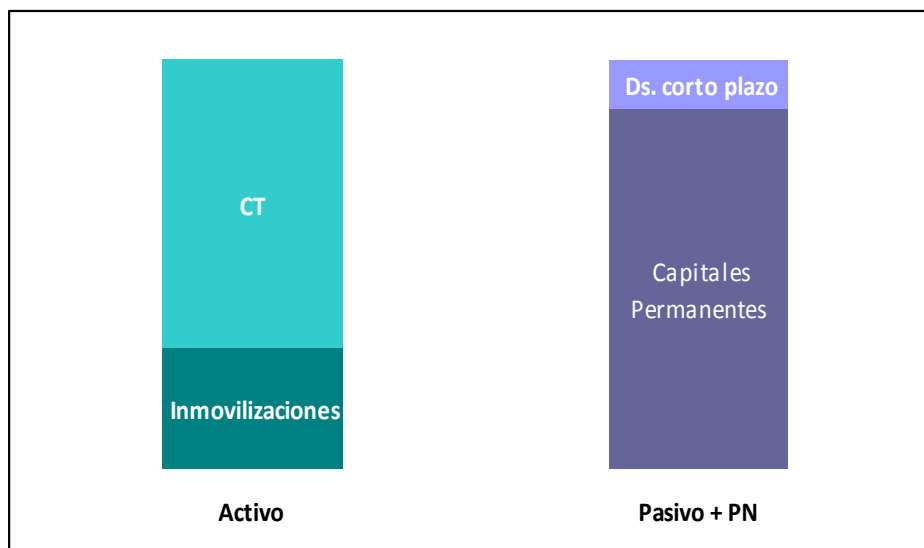 CT
Inmovilizaciones
Activo
Ds. corto plazo
Capitales
Permanentes
Pasivo + PN